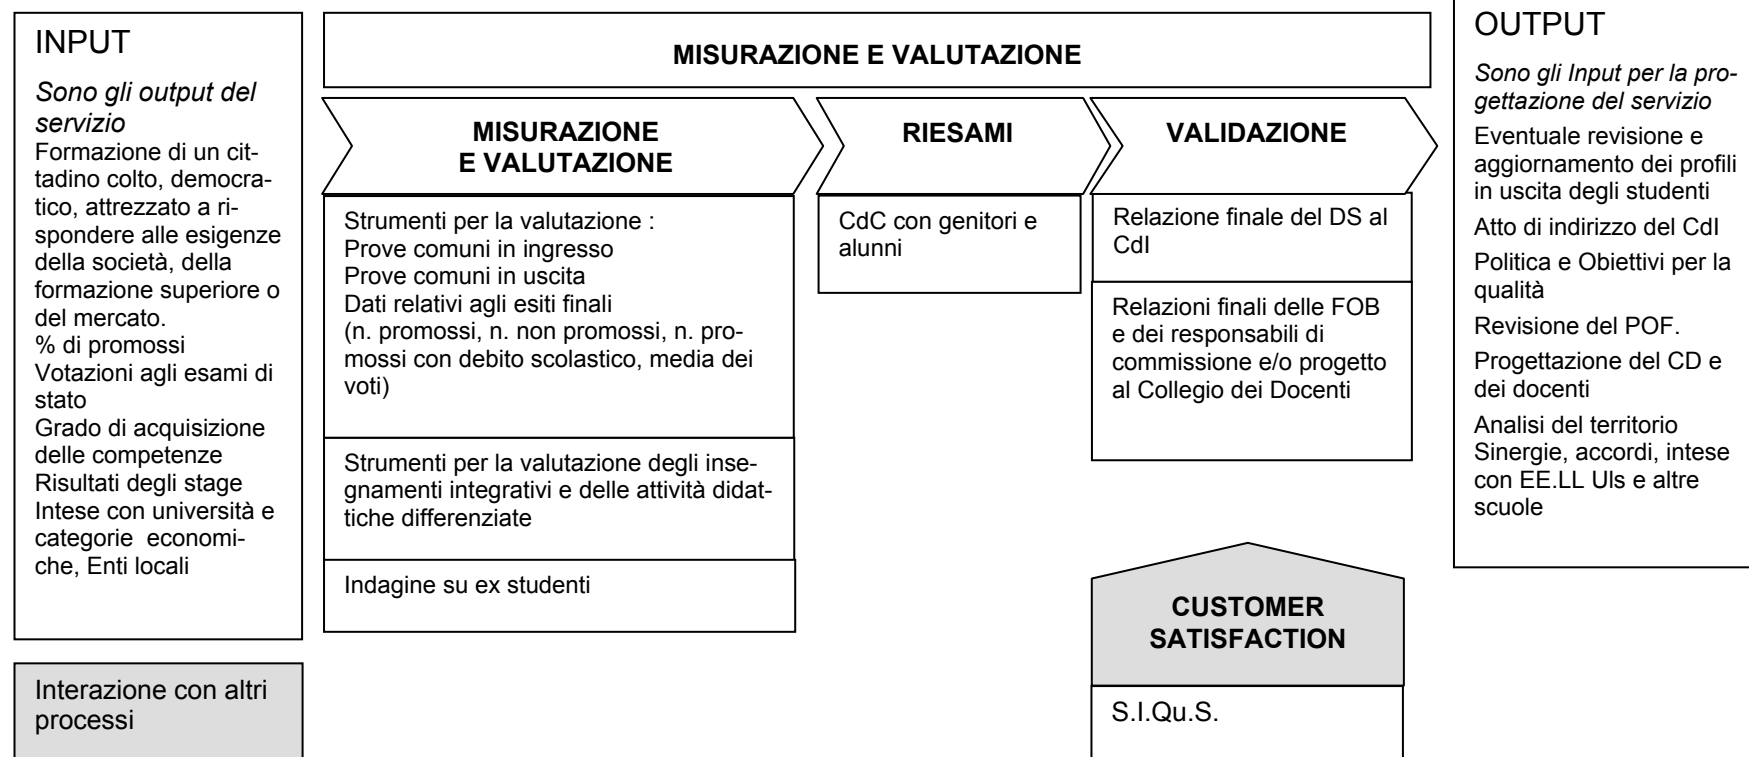 INPUT
Sono gli output del
servizio
Formazione di un cit-
tadino colto, democra-
tico, attrezzato a ri-
spondere alle esigenze
della società, della
formazione superiore o
del mercato.
% di promossi
Votazioni agli esami di
stato
Grado di acquisizione
delle competenze
Risultati degli stage
Intese con università e
categorie economi-
che, Enti locali
Interazione con altri
processi
MISURAZIONE E VALUTAZIONE
MISURAZIONE
E VALUTAZIONE
Strumenti per la valutazione :
Prove comuni in ingresso
Prove comuni in uscita
Dati relativi agli esiti finali
(n. promossi, n. non promossi, n. pro-
mossi con debito scolastico, media dei
voti)
Strumenti per la valutazione degli inse-
gnamenti integrativi e delle attività didat-
tiche differenziate
Indagine su ex studenti
RIESAMI
CdC con genitori e
alunni
VALIDAZIONE
Relazione finale del DS al
CdI
Relazioni finali delle FOB
e dei responsabili di
commissione e/o progetto
al Collegio dei Docenti
CUSTOMER
SATISFACTION
S.I.Qu.S.
OUTPUT
Sono gli Input per la pro-
gettazione del servizio
Eventuale revisione e
aggiornamento dei profili
in uscita degli studenti
Atto di indirizzo del CdI
Politica e Obiettivi per la
qualità
Revisione del POF.
Progettazione del CD e
dei docenti
Analisi del territorio
Sinergie, accordi, intese
con EE.LL UIs e altre
scuole